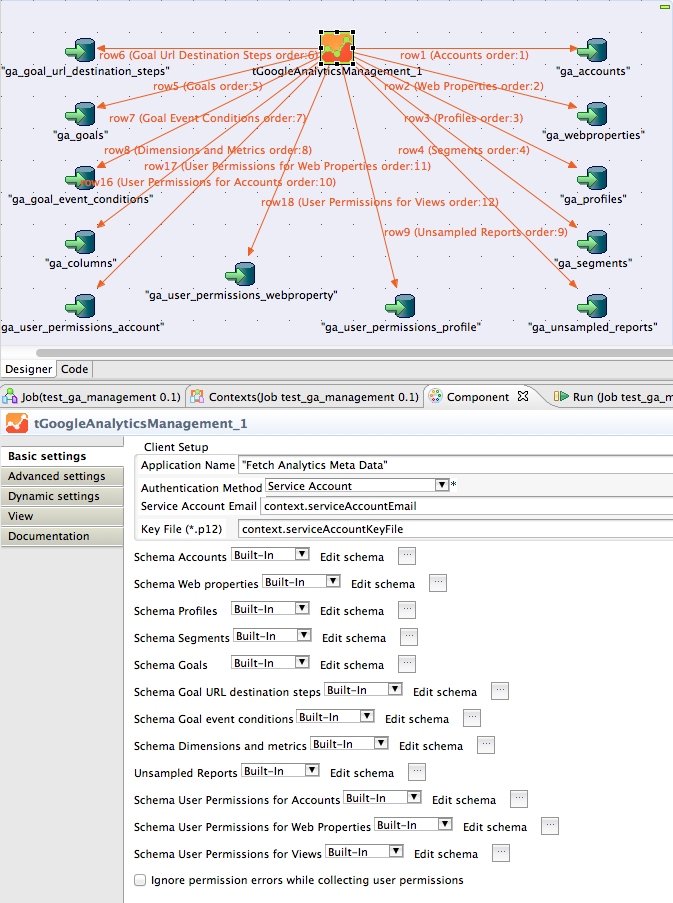 row6 (Goal Url Destination Steps order:6)
row1 (Accounts order:1)
"ga_goal_url_destination_steps"
tGoogleAnalyticsManagement_1
"ga_accounts"
row5 (Goals order:5)
row2 (Web Properties order:2)
row7 (Goal Event Conditions order:7)
row3 (Profiles order:3)
"ga_goals"
"ga_webproperties"
row8 (Dimensions and Metrics order:8)
row4 (Segments order:4)
row17 (User Permissions for Web Properties order:11)
row16 (User Permissions for Accounts order:10)
"ga_goal_event_conditions"
"ga_profiles"
row18 (User Permissions for Views order:12)
row9 (Unsampled Reports order:9)
"ga_columns"
"ga_segments"
"ga_user_permissions_webproperty"
ga_user_permissions_account"
"ga_user_permissions_profile"
"ga_unsampled_reports"
Designer Code
Job(test_ga_management 0.1) Contexts(Job test_ga_management 0.1) Component Run (Job test_ga_m
tGoogleAnalyticsManagement_1
Basic settings
Advanced settings
Dynamic settings
View
Documentation
Client Setup
Application Name "Fetch Analytics Meta Data"
Authentication Method Service Account *
Service Account Email context.serviceAccountEmail
Key File (*.p12) context.serviceAccountKeyFile
Schema Accounts Built-In Edit schema ...
Schema Web properties Built-In Edit schema ...
Schema Profiles Built-In Edit schema ...
Schema Segments Built-In Edit schema ...
Schema Goals Built-In Edit schema ...
Schema Goal URL destination steps Built-In Edit schema ...
Schema Goal event conditions Built-In Edit schema ...
Schema Dimensions and metrics Built-In Edit schema ...
Unsampled Reports Built-In Edit schema ...
Schema User Permissions for Accounts Built-In Edit schema ...
Schema User Permissions for Web Properties Built-In Edit schema ...
Schema User Permissions for Views Built-In Edit schema ...
Ignore permission errors while collecting user permissions